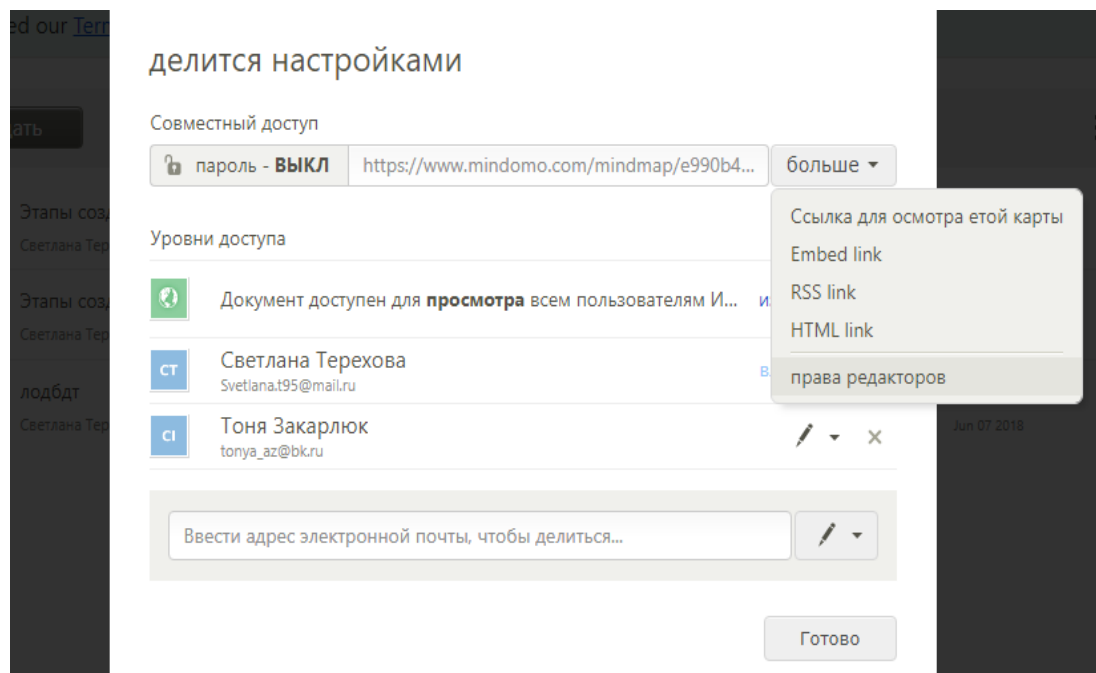 ed our Terr
делится настройками
Совместный доступ
ать
пароль - ВЫКЛ https://www.mindomo.com/mindmap/e990b4... больше
Этапы созд
Ссылка для осмотра етой карты
Светлана Тер
Уровни доступа
Embed link
RSS link
Этапы созд
Документ доступен для просмотра всем пользователям И...
HTML link
Светлана Тер
СТ Светлана Терехова
Svetlana.t95@mail.ru
права редакторов
лодбдт
Светлана Тер
CI Тоня Закарлюк
Jun 07 2018
tonya_az@bk.ru
Ввести адрес электронной почты, чтобы делиться...
Готово